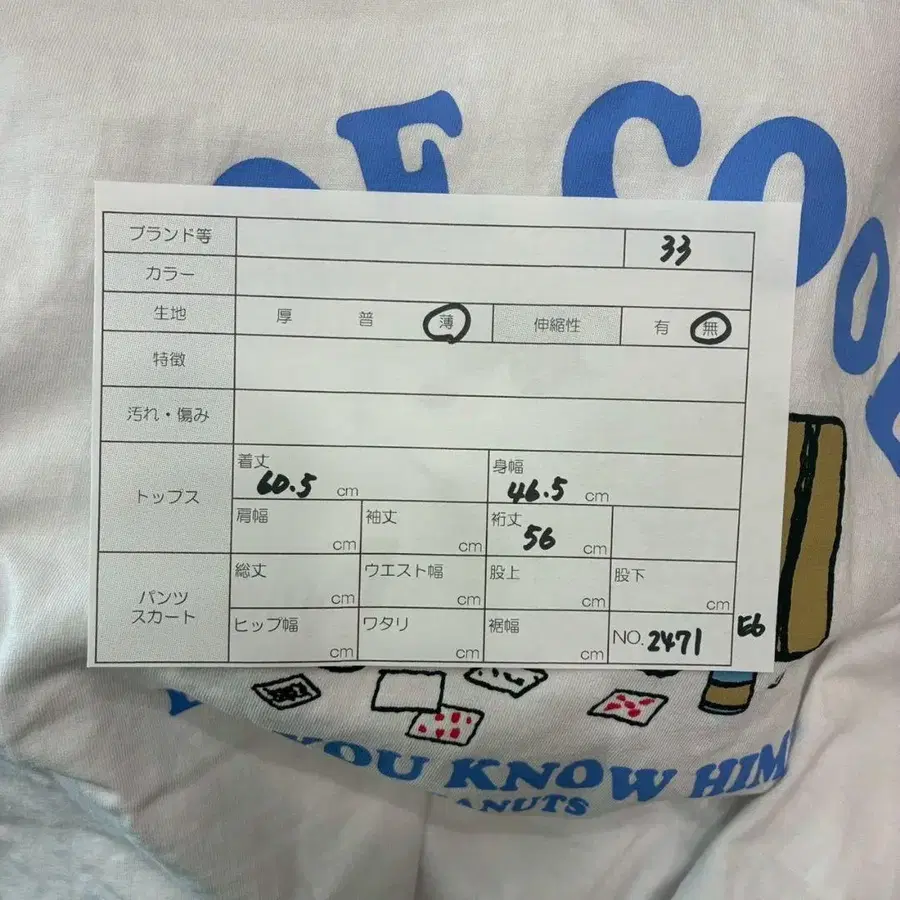 OE COO
ブランド等 33
カラー
生地 厚 普 薄 伸縮性 有 無
特徴
汚れ・傷み
トップス
着丈 60.5 cm 身幅 46.5 cm
肩幅 cm 袖丈 cm 裄丈 56 cm
パンツ
スカート
総丈 cm ウエスト幅 cm 股上 cm 股下 cm
ヒップ幅 cm ワタリ cm 裾幅 cm NO. 2471 E6
YOU KNOW HIM
PEANUTS